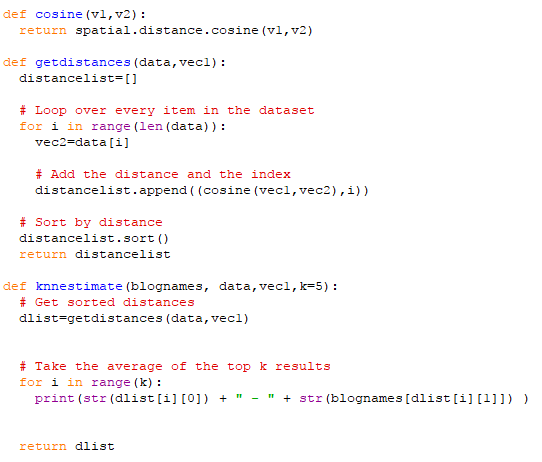 def cosine(v1,v2):
  return spatial.distance.cosine(v1,v2)

def getdistances(data,vec1):
  distancelist=[]

  # Loop over every item in the dataset
  for i in range(len(data)):
    vec2=data[i]

    # Add the distance and the index
    distancelist.append((cosine(vec1,vec2),i))

  # Sort by distance
  distancelist.sort()
  return distancelist

def knnestimate(blognames, data,vec1,k=5):
  # Get sorted distances
  dlist=getdistances(data,vec1)


  # Take the average of the top k results
  for i in range(k):
    print(str(dlist[i][0]) + " - " + str(blognames[dlist[i][1]]) )


  return dlist